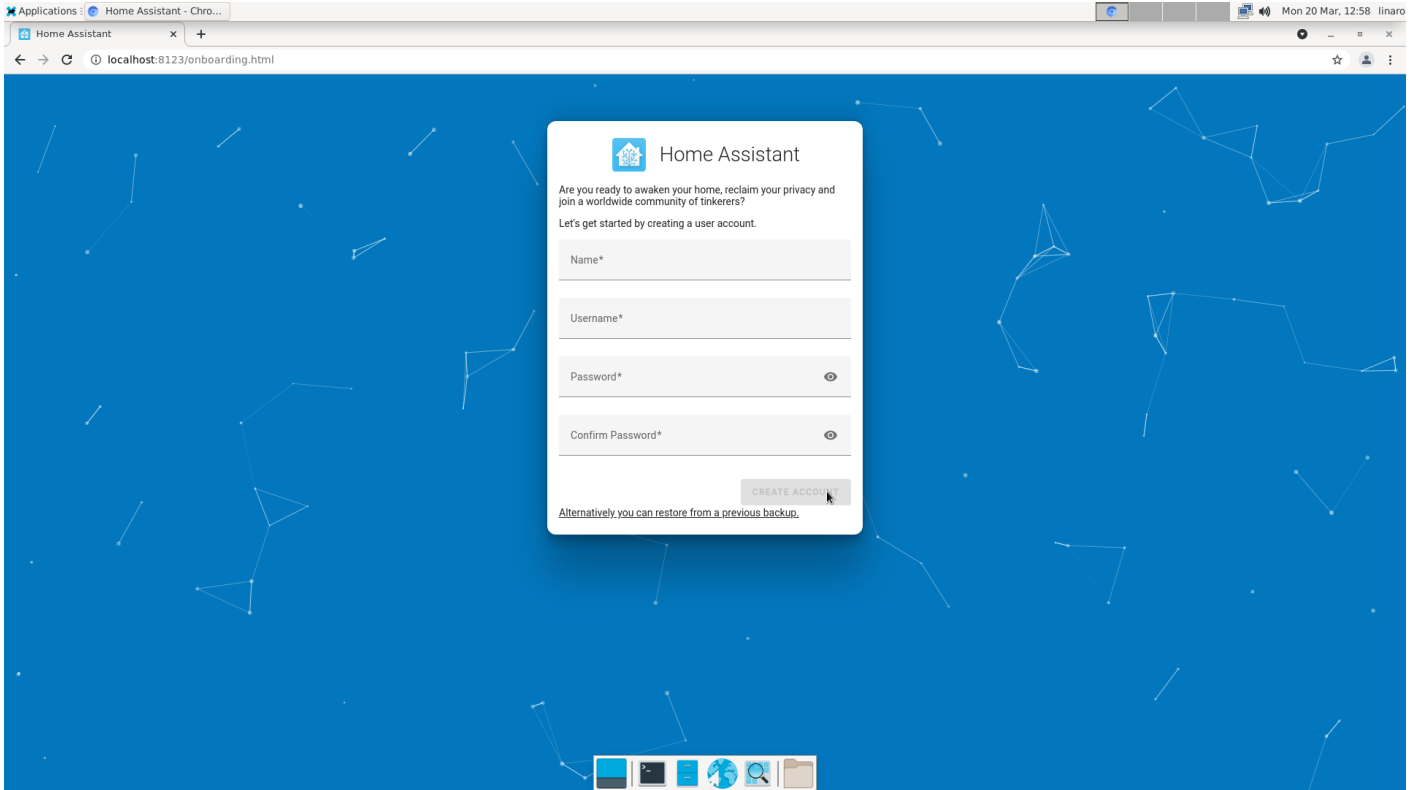 Applications
Home Assistant - Chro...
Mon 20 Mar, 12:58
linaro
Home Assistant
localhost:8123/onboarding.html
Home Assistant
Are you ready to awaken your home, reclaim your privacy and
join a worldwide community of tinkerers?
Let's get started by creating a user account.
Name*
Username*
Password*
Confirm Password*
CREATE ACCOUNT
Alternatively you can restore from a previous backup.